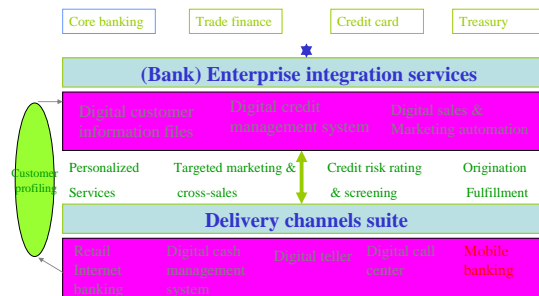 Core banking
Trade finance
Credit card
Treasury
(Bank) Enterprise integration services
Digital customer
information files
Digital credit
management system
Digital sales &
Marketing automation
Customer
profiling
Personalized
Services
Targeted marketing &
cross-sales
Credit risk rating
& screening
Origination
Fulfillment
Delivery channels suite
Retail
Internet
banking
Digital cash
management
system
Digital teller
Digital call
center
Mobile
banking